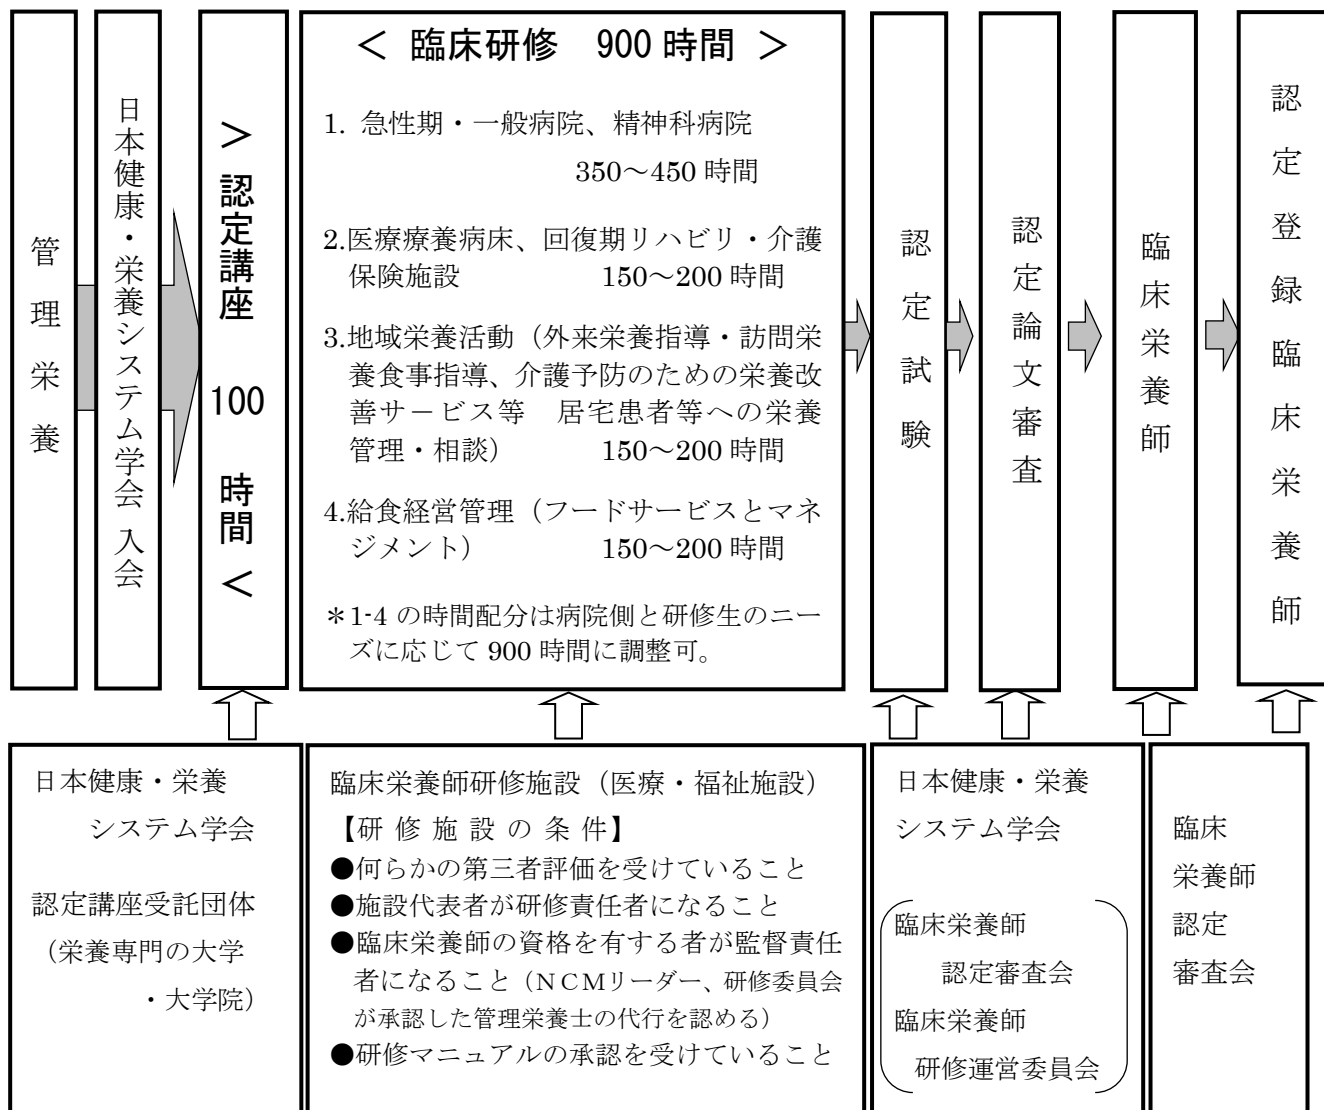 管理栄養
日本健康・栄養システム学会 入会
＞認定講座 100 時間＜
＜ 臨床研修 900 時間 ＞
1. 急性期・一般病院、精神科病院
350～450 時間
2.医療療養病床、回復期リハビリ・介護
保険施設 150～200 時間
3.地域栄養活動（外来栄養指導・訪問栄
養食事指導、介護予防のための栄養改
善サービス等 居宅患者等への栄養
管理・相談） 150～200 時間
4.給食経営管理（フードサービスとマネ
ジメント） 150～200 時間
＊1-4 の時間配分は病院側と研修生のニー
ズに応じて 900 時間に調整可。
認定試験
認定論文審査
臨床栄養師
認定登録臨床栄養師
日本健康・栄養
システム学会
認定講座受託団体
（栄養専門の大学
・大学院）
臨床栄養師研修施設（医療・福祉施設）
【研修施設の条件】
●何らかの第三者評価を受けていること
●施設代表者が研修責任者になること
●臨床栄養師の資格を有する者が監督責任
者になること（ＮＣＭリーダー、研修委員会
が承認した管理栄養士の代行を認める）
●研修マニュアルの承認を受けていること
日本健康・栄養
システム学会
臨床栄養師
認定審査会
臨床栄養師
研修運営委員会
臨床
栄養師
認定
審査会